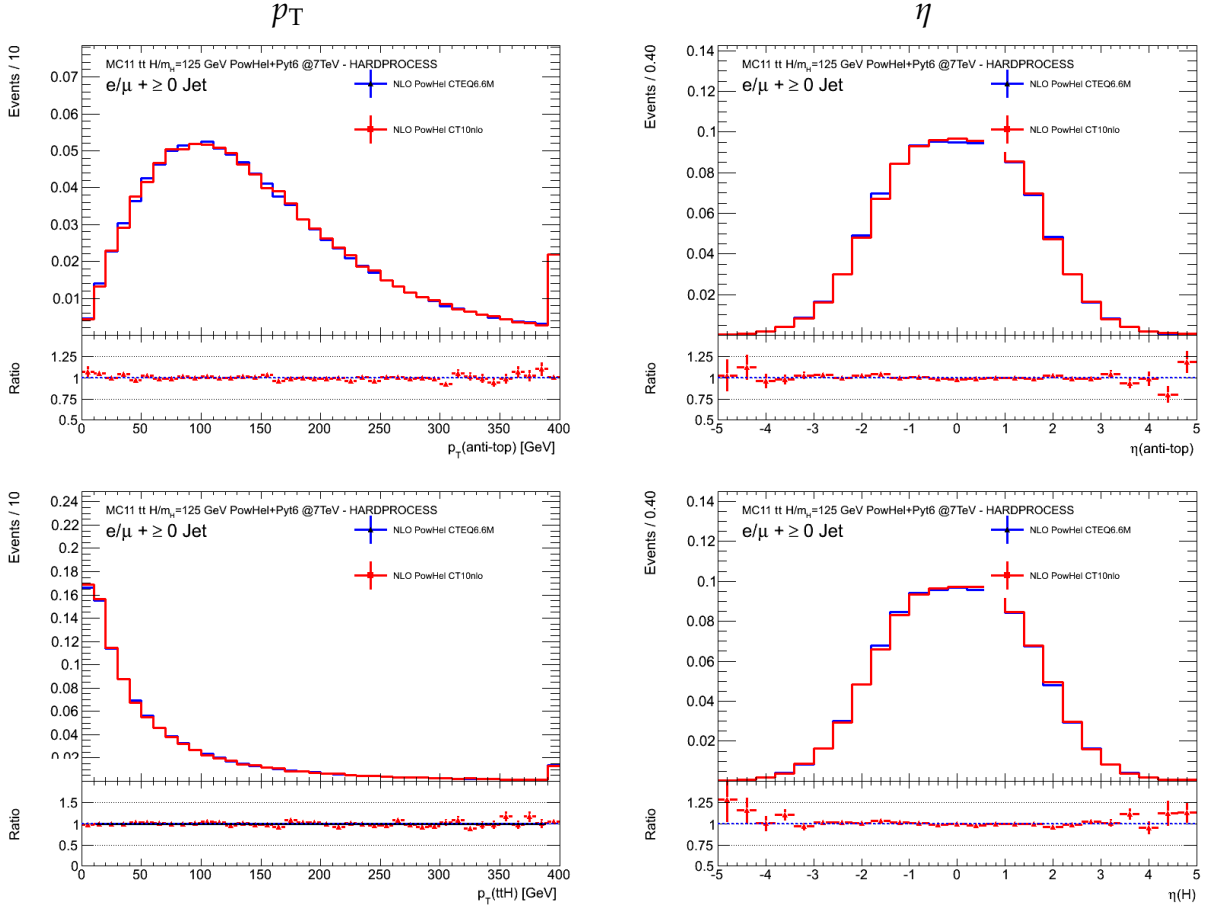 p_T
η
Events / 10
MC11 tt H/m_H=125 GeV PowHel+Pyt6 @7TeV - HARDPROCESS
e/μ + ≥ 0 Jet
NLO PowHel CTEQ6.6M
NLO PowHel CT10nlo
0.07
0.06
0.05
0.04
0.03
0.02
0.01
Ratio
1.25
1
0.75
0.5
0 50 100 150 200 250 300 350 400
p_T(anti-top) [GeV]
Events / 0.40
MC11 tt H/m_H=125 GeV PowHel+Pyt6 @7TeV - HARDPROCESS
e/μ + ≥ 0 Jet
NLO PowHel CTEQ6.6M
NLO PowHel CT10nlo
0.14
0.12
0.1
0.08
0.06
0.04
0.02
Ratio
1.25
1
0.75
0.5
-5 -4 -3 -2 -1 0 1 2 3 4 5
η(anti-top)
Events / 10
MC11 tt H/m_H=125 GeV PowHel+Pyt6 @7TeV - HARDPROCESS
e/μ + ≥ 0 Jet
NLO PowHel CTEQ6.6M
NLO PowHel CT10nlo
0.24
0.22
0.2
0.18
0.16
0.14
0.12
0.1
0.08
0.06
0.04
0.02
Ratio
1.5
1
0.5
0
0 50 100 150 200 250 300 350 400
p_T(ttH) [GeV]
Events / 0.40
MC11 tt H/m_H=125 GeV PowHel+Pyt6 @7TeV - HARDPROCESS
e/μ + ≥ 0 Jet
NLO PowHel CTEQ6.6M
NLO PowHel CT10nlo
0.14
0.12
0.1
0.08
0.06
0.04
0.02
Ratio
1.25
1
0.75
0.5
-5 -4 -3 -2 -1 0 1 2 3 4 5
η(H)